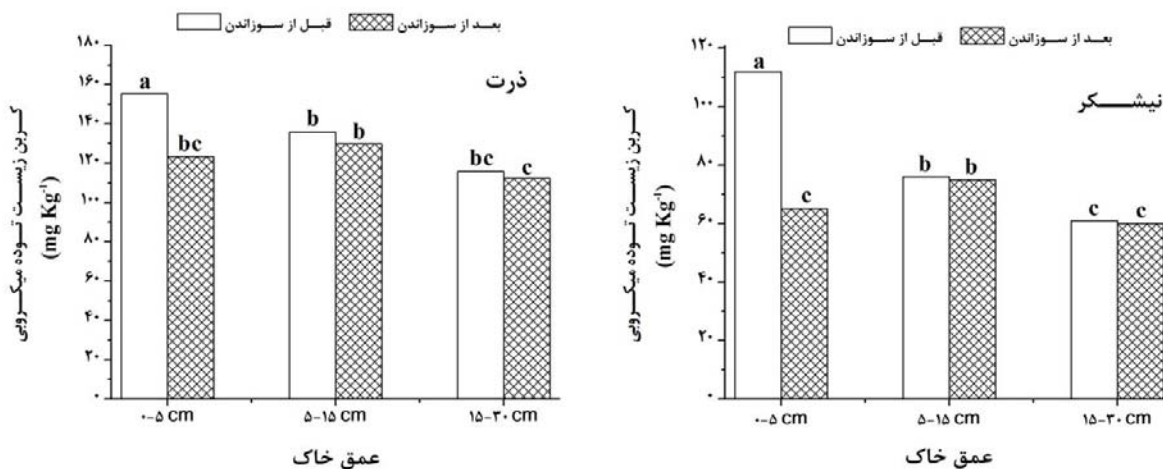 قبل از سوزاندن بعد از سوزاندن
ذرت
کربن زیست توده میکروبی
(mg Kg-1)
۱۸۰
۱۶۰
۱۴۰
۱۲۰
۱۰۰
۸۰
۶۰
۴۰
۲۰
۰
a
bc
b
b
bc
c
۰-۵ cm
۵-۱۵ cm
۱۵-۳۰ cm
عمق خاک
قبل از سوزاندن بعد از سوزاندن
نیشکر
کربن زیست توده میکروبی
(mg Kg-1)
۱۲۰
۱۰۰
۸۰
۶۰
۴۰
۲۰
۰
a
c
b
b
c
c
۰-۵ cm
۵-۱۵ cm
۱۵-۳۰ cm
عمق خاک